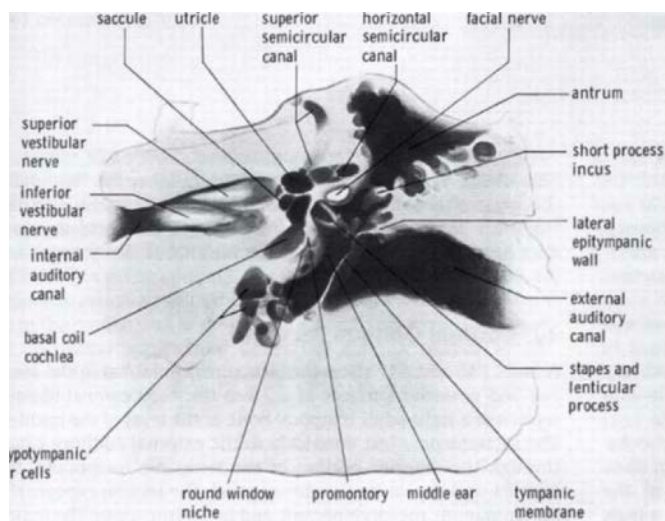 saccule
utricle
superior
semicircular
canal
horizontal
semicircular
canal
facial nerve
antrum
superior
vestibular
nerve
short process
incus
inferior
vestibular
nerve
lateral
epitympanic
wall
internal
auditory
canal
external
auditory
canal
basal coil
cochlea
stapes and
lenticular
process
ypotympanic
r cells
round window
niche
promontory
middle ear
tympanic
membrane